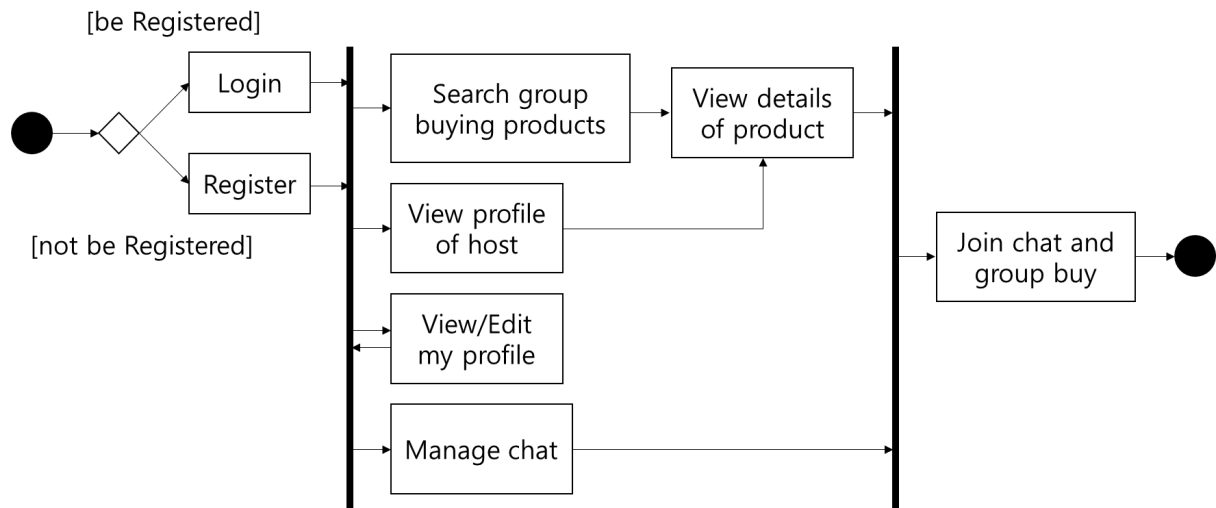 [be Registered]
Login
Register
[not be Registered]
Search group
buying products
View details
of product
View profile
of host
View/Edit
my profile
Manage chat
Join chat and
group buy